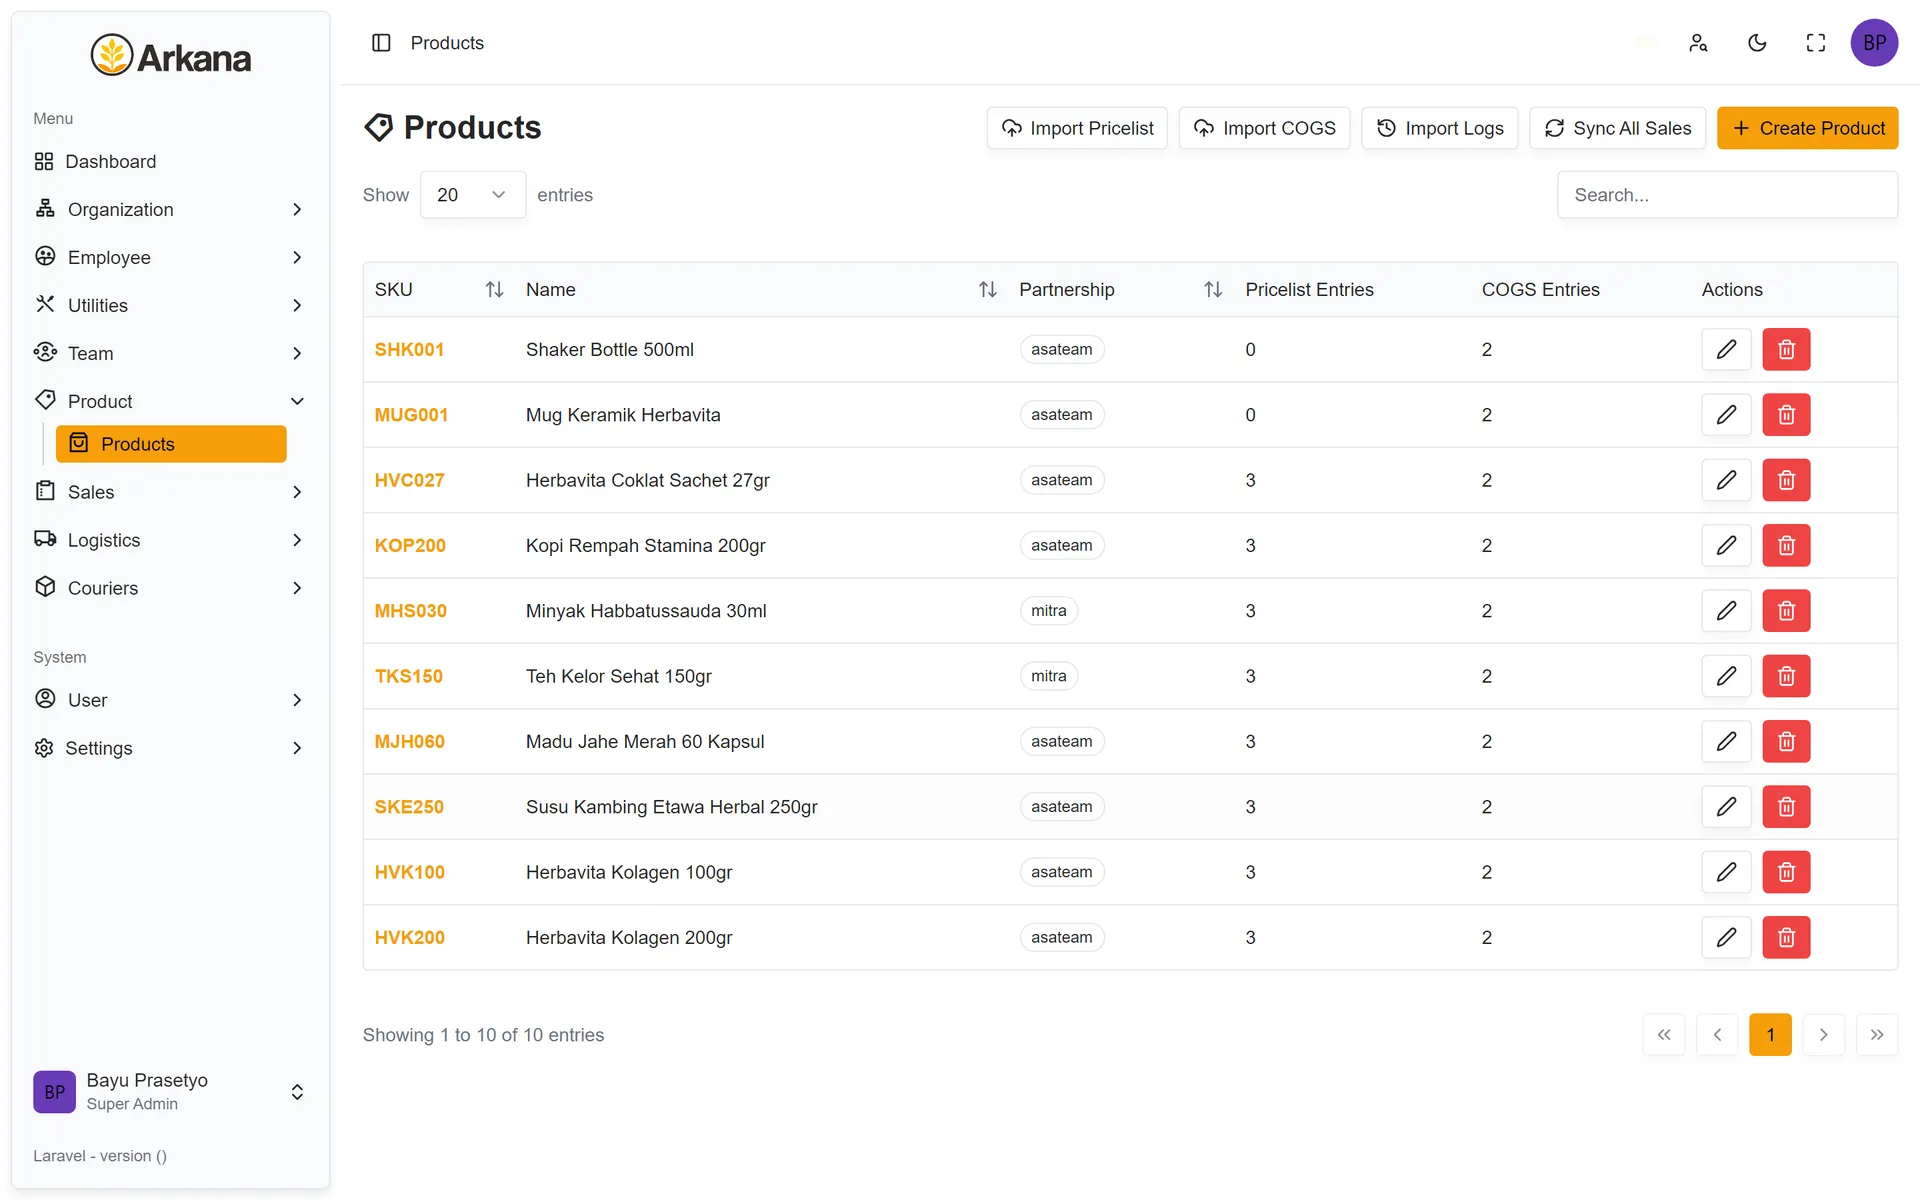 Arkana
Menu
Dashboard
Organization
Employee
Utilities
Team
Product
Products
Sales
Logistics
Couriers
System
User
Settings
BP
Bayu Prasetyo
Super Admin
Laravel - version ()
Products
BP
Products
Import Pricelist
Import COGS
Import Logs
Sync All Sales
Create Product
Show 20 entries
Search...
SKU Name Partnership Pricelist Entries COGS Entries Actions
SHK001 Shaker Bottle 500ml asateam 0 2
MUG001 Mug Keramik Herbavita asateam 0 2
HVC027 Herbavita Coklat Sachet 27gr asateam 3 2
KOP200 Kopi Rempah Stamina 200gr asateam 3 2
MHS030 Minyak Habbatussauda 30ml mitra 3 2
TKS150 Teh Kelor Sehat 150gr mitra 3 2
MJH060 Madu Jahe Merah 60 Kapsul asateam 3 2
SKE250 Susu Kambing Etawa Herbal 250gr asateam 3 2
HVK100 Herbavita Kolagen 100gr asateam 3 2
HVK200 Herbavita Kolagen 200gr asateam 3 2
Showing 1 to 10 of 10 entries
1